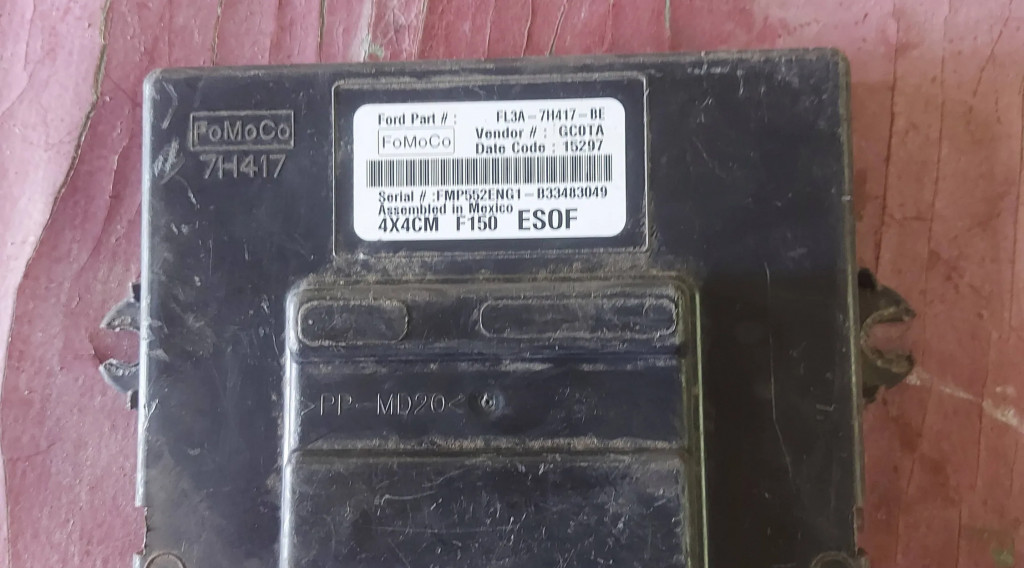 FoMoCo
7H417
Ford Part # : FL3A-7H417-BE
FoMoCo
Vendor # : GC0TA
Date Code : 15297
Serial # :FMP552ENG1-B33483049
Assembled in Mexico
4X4CM F150 ESOF
>PP-MD20<